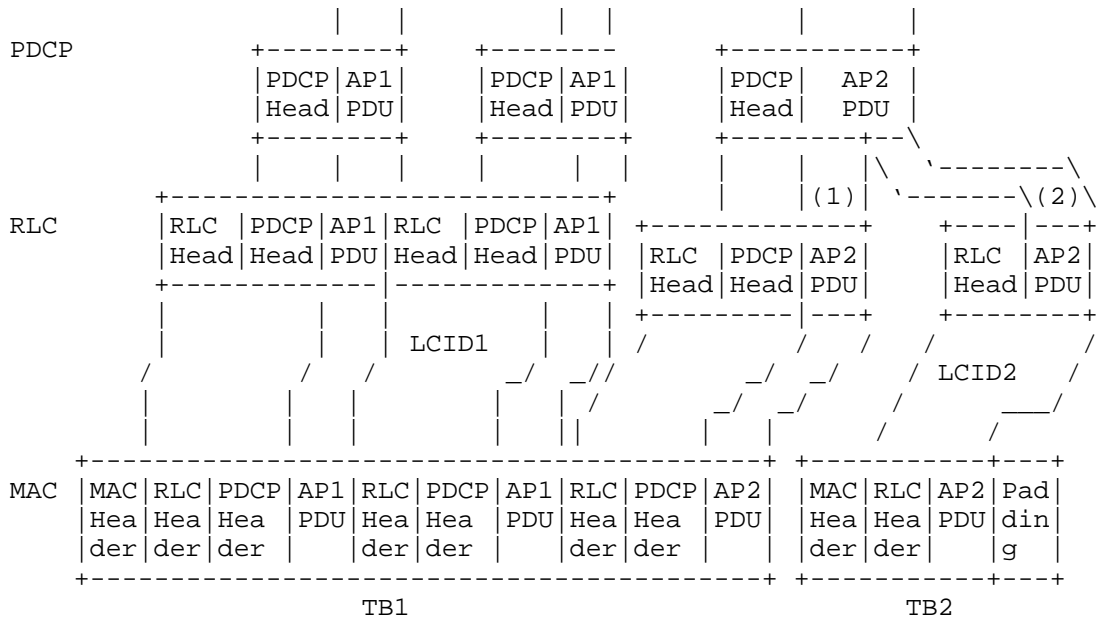 PDCP
PDCP AP1 PDCP AP1 PDCP AP2
Head PDU Head PDU Head PDU
(1) (2)
RLC RLC PDCP AP1 RLC PDCP AP1
Head Head PDU Head Head PDU RLC PDCP AP2 RLC AP2
Head Head PDU Head PDU
LCID1
LCID2
MAC MAC RLC PDCP AP1 RLC PDCP AP1 RLC PDCP AP2 MAC RLC AP2 Pad
Hea Hea Hea PDU Hea Hea PDU Hea Hea PDU Hea Hea PDU din
der der der der der der der der der g
TB1 TB2